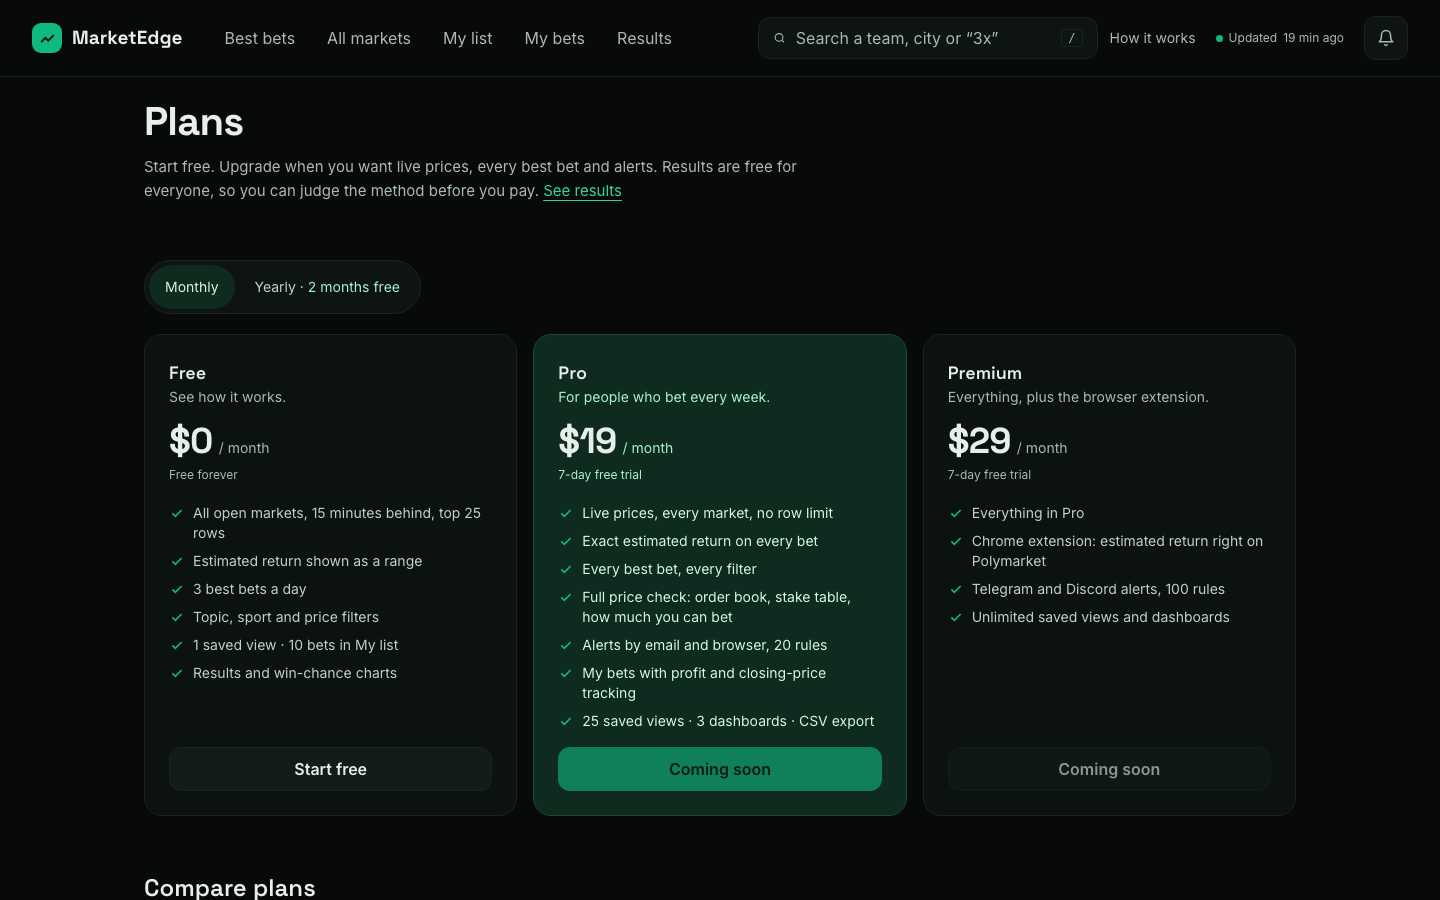 MarketEdge
Best bets
All markets
My list
My bets
Results
Search a team, city or “3x”
/
How it works
Updated 19 min ago
Plans
Start free. Upgrade when you want live prices, every best bet and alerts. Results are free for
everyone, so you can judge the method before you pay. See results
Monthly
Yearly · 2 months free
Free
See how it works.
$0 / month
Free forever
All open markets, 15 minutes behind, top 25
rows
Estimated return shown as a range
3 best bets a day
Topic, sport and price filters
1 saved view · 10 bets in My list
Results and win-chance charts
Start free
Pro
For people who bet every week.
$19 / month
7-day free trial
Live prices, every market, no row limit
Exact estimated return on every bet
Every best bet, every filter
Full price check: order book, stake table,
how much you can bet
Alerts by email and browser, 20 rules
My bets with profit and closing-price
tracking
25 saved views · 3 dashboards · CSV export
Coming soon
Premium
Everything, plus the browser extension.
$29 / month
7-day free trial
Everything in Pro
Chrome extension: estimated return right on
Polymarket
Telegram and Discord alerts, 100 rules
Unlimited saved views and dashboards
Coming soon
Compare plans